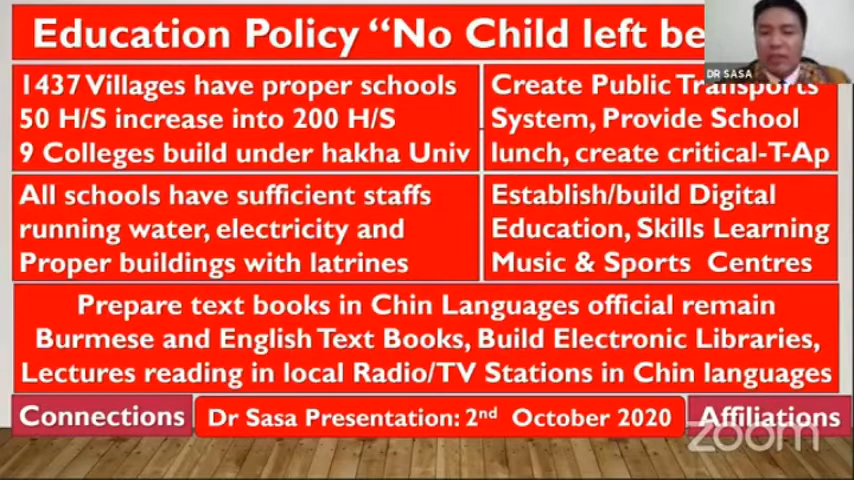 Education Policy “No Child left be
DR SASA
1437 Villages have proper schools
50 H/S increase into 200 H/S
9 Colleges build under hakha Univ
Create Public Transports
System, Provide School
lunch, create critical-T-Ap
All schools have sufficient staffs
running water, electricity and
Proper buildings with latrines
Establish/build Digital
Education, Skills Learning
Music & Sports Centres
Prepare text books in Chin Languages official remain
Burmese and English Text Books, Build Electronic Libraries,
Lectures reading in local Radio/TV Stations in Chin languages
Connections
Dr Sasa Presentation: 2nd October 2020
Affiliations
zoom